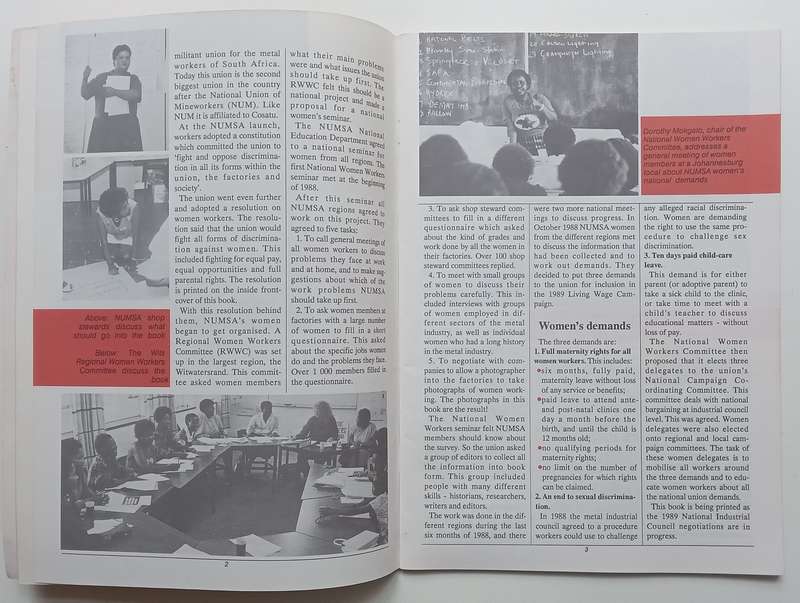 militant union for the metal
workers of South Africa.
Today this union is the second
biggest union in the country
after the National Union of
Mineworkers (NUM). Like
NUM it is affiliated to Cosatu.
At the NUMSA launch,
workers adopted a constitution
which committed the union to
'fight and oppose discrimination
in all its forms within the
union, the factories and
society'.
The union went even further
and adopted a resolution on
women workers. The resolu-
tion said that the union would
fight all forms of discrimina-
tion against women. This
included fighting for equal pay,
equal opportunities and full
parental rights. The resolution
is printed on the inside front-
cover of this book.
With this resolution behind
them, NUMSA's women
began to get organised. A
Regional Women Workers
Committee (RWWC) was set
up in the largest region, the
Witwatersrand. This commit-
tee asked women members
what their main problems
were and what issues the union
should take up first. The
RWWC felt this should be a
national project and made a
proposal for a national
women's seminar.
The NUMSA National
Education Department agreed
to a national seminar for
women from all regions. The
first National Women Workers
seminar met at the beginning
of 1988.
After this seminar all
NUMSA regions agreed to
work on this project. They
agreed to five tasks:
1. To call general meetings of
all women workers to discuss
problems they face at work
and at home, and to make sug-
gestions about which of the
work problems NUMSA
should take up first.
2. To ask women members at
factories with a large number
of women to fill in a short
questionnaire. This asked
about the specific jobs women
do and the problems they face.
Over 1 000 members filled in
the questionnaire.
Above: NUMSA shop
stewards discuss what
should go into the book
Below: The Wits
Regional Women Workers
Committee discuss the
book
2
NATIONAL BOLTS
SAFA
HYDREX
Dorothy Mokgalo, chair of the
National Women Workers
Committee, addresses a
general meeting of women
members at a Johannesburg
local about NUMSA women's
national demands
3. To ask shop steward com-
mittees to fill in a different
questionnaire which asked
about the kind of grades and
work done by all the women in
their factories. Over 100 shop
steward committees replied.
4. To meet with small groups
of women to discuss their
problems carefully. This in-
cluded interviews with groups
of women employed in dif-
ferent sectors of the metal
industry, as well as individual
women who had a long history
in the metal industry.
5. To negotiate with com-
panies to allow a photographer
into the factories to take
photographs of women work-
ing. The photographs in this
book are the result!
The National Women
Workers seminar felt NUMSA
members should know about
the survey. So the union asked
a group of editors to collect all
the information into book
form. This group included
people with many different
skills - historians, researchers,
writers and editors.
The work was done in the dif-
ferent regions during the last
six months of 1988, and there
were two more national meet-
ings to discuss progress. In
October 1988 NUMSA women
from the different regions met
to discuss the information that
had been collected and to
work out demands. They
decided to put three demands
to the union for inclusion in
the 1989 Living Wage Cam-
paign.
Women's demands
The three demands are:
1. Full maternity rights for all
women workers. This includes:
•six months, fully paid,
maternity leave without loss
of any service or benefits;
•paid leave to attend ante-
and post-natal clinics one
day a month before the
birth, and until the child is
12 months old;
•no qualifying periods for
maternity rights;
•no limit on the number of
pregnancies for which rights
can be claimed.
2. An end to sexual discrimina-
tion.
In 1988 the metal industrial
council agreed to a procedure
workers could use to challenge
any alleged racial discrimina-
tion. Women are demanding
the right to use the same pro-
cedure to challenge sex
discrimination.
3. Ten days paid child-care
leave.
This demand is for either
parent (or adoptive parent) to
take a sick child to the clinic,
or take time to meet with a
child's teacher to discuss
educational matters - without
loss of pay.
The National Women
Workers Committee then
proposed that it elects three
delegates to the union's
National Campaign Co-
ordinating Committee. This
committee deals with national
bargaining at industrial council
level. This was agreed. Women
delegates were also elected
onto regional and local cam-
paign committees. The task of
these women delegates is to
mobilise all workers around
the three demands and to edu-
cate women workers about all
the national union demands.
This book is being printed as
the 1989 National Industrial
Council negotiations are in
progress.
3